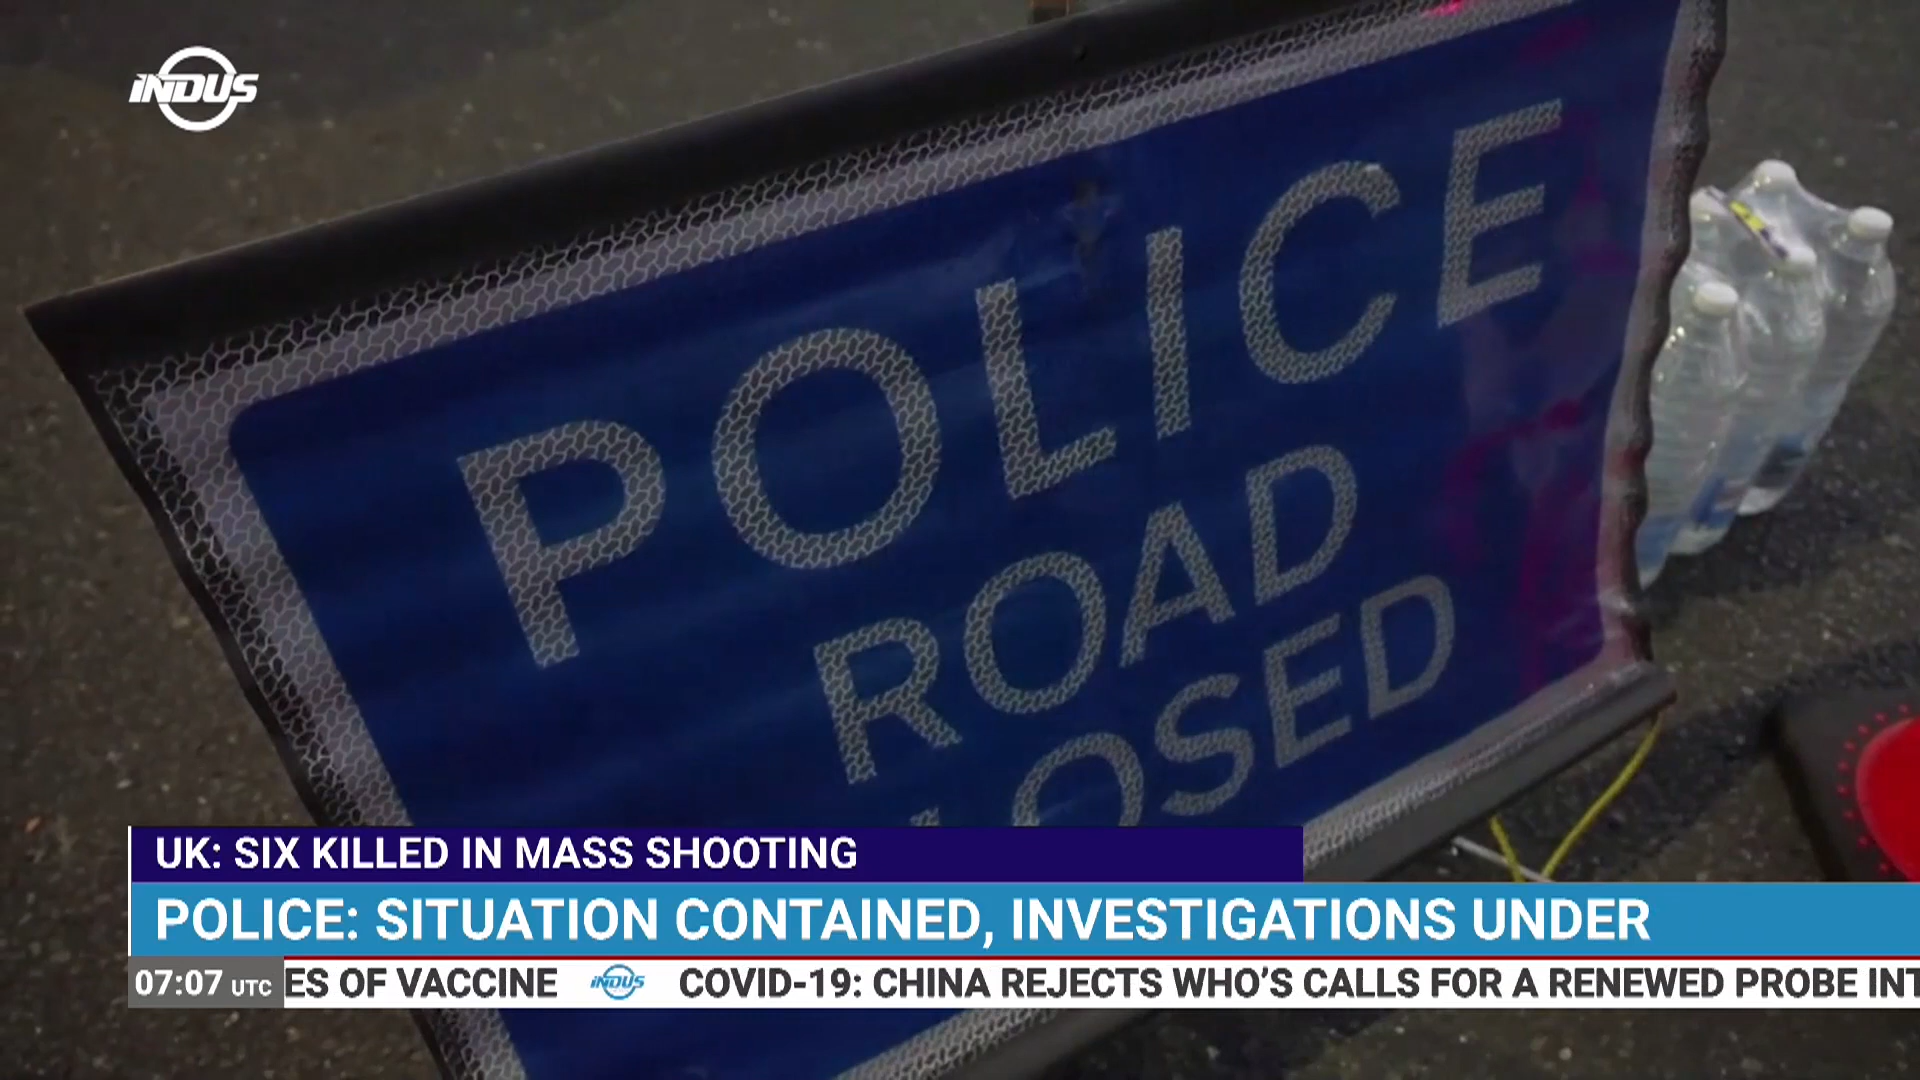 INDUS
POLICE
ROAD
LOSED
UK: SIX KILLED IN MASS SHOOTING
POLICE: SITUATION CONTAINED, INVESTIGATIONS UNDER
07:07 UTC ES OF VACCINE INDUS COVID-19: CHINA REJECTS WHO'S CALLS FOR A RENEWED PROBE INT